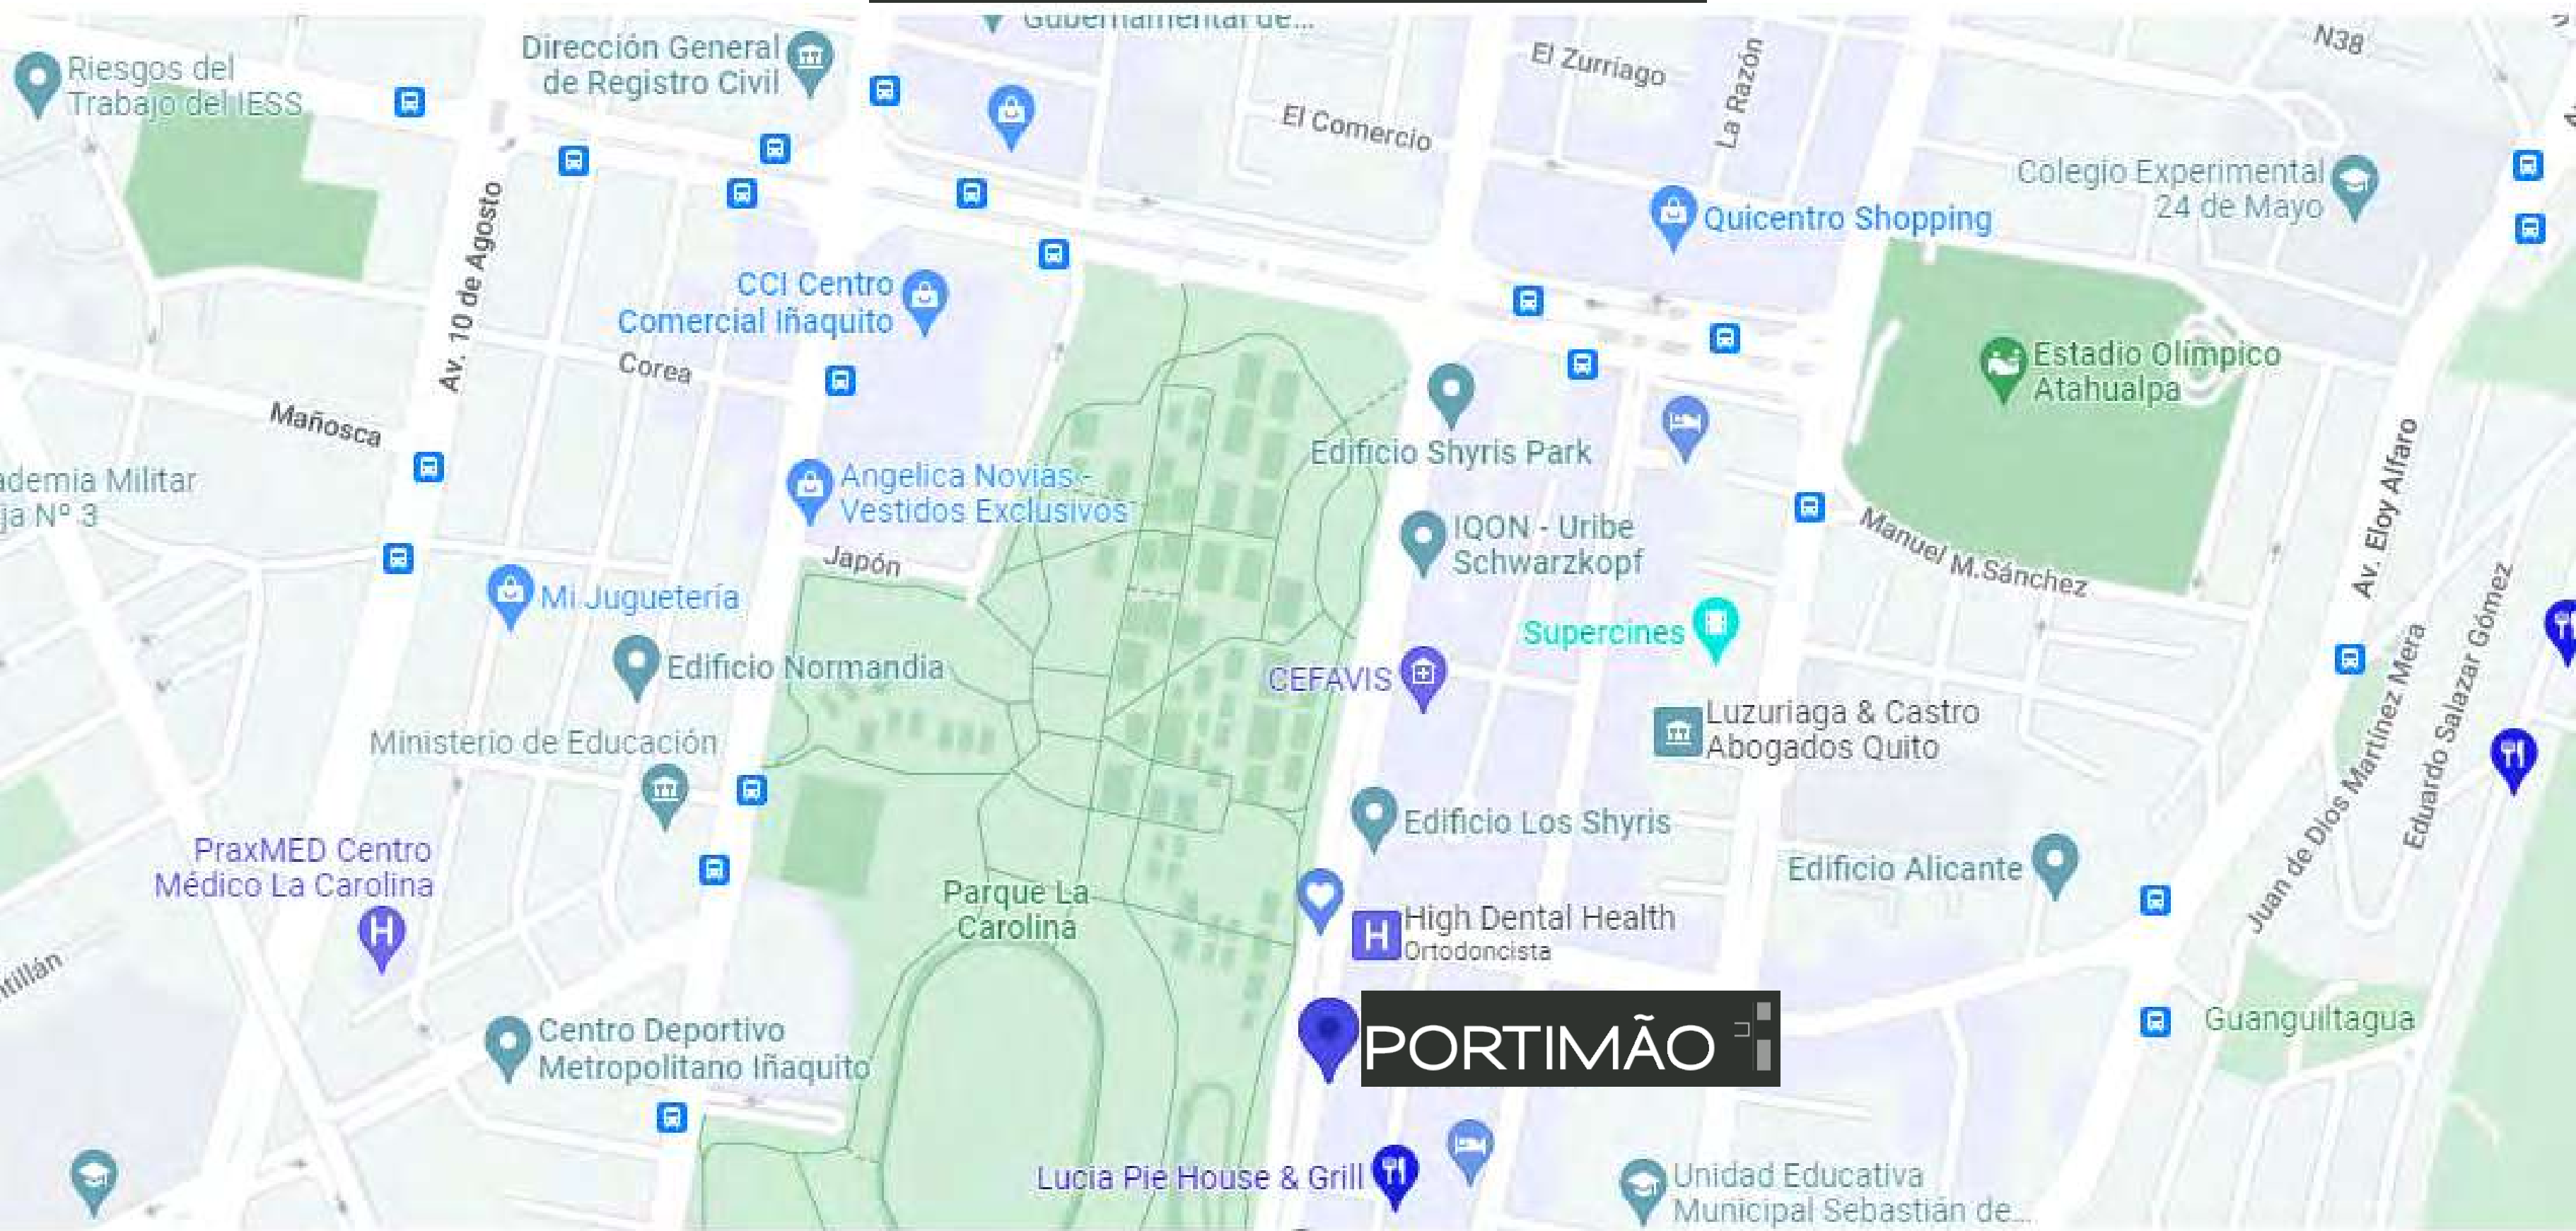 Gubernamental de...
Dirección General
de Registro Civil
Riesgos del
Trabajo del IESS
El Zurriago
La Razón
N38
El Comercio
Colegio Experimental
24 de Mayo
Quicentro Shopping
Av. 10 de Agosto
CCI Centro
Comercial Iñaquito
Corea
Mañosca
Estadio Olímpico
Atahualpa
Edificio Shyris Park
ademia Militar
ja Nº 3
Angelica Novias -
Vestidos Exclusivos
Japón
IQON - Uribe
Schwarzkopf
Manuel M.Sánchez
Av. Eloy Alfaro
Mi Juguetería
Supercines
Edificio Normandia
CEFAVIS
Eduardo Salazar Gómez
Juan de Dios Martinez Mera
Ministerio de Educación
Luzuriaga & Castro
Abogados Quito
Edificio Los Shyris
PraxMED Centro
Médico La Carolina
Edificio Alicante
Parque La
Carolina
High Dental Health
Ortodoncista
ntillán
Centro Deportivo
Metropolitano Iñaquito
PORTIMÃO
Guanguiltagua
Lucia Pie House & Grill
Unidad Educativa
Municipal Sebastián de...